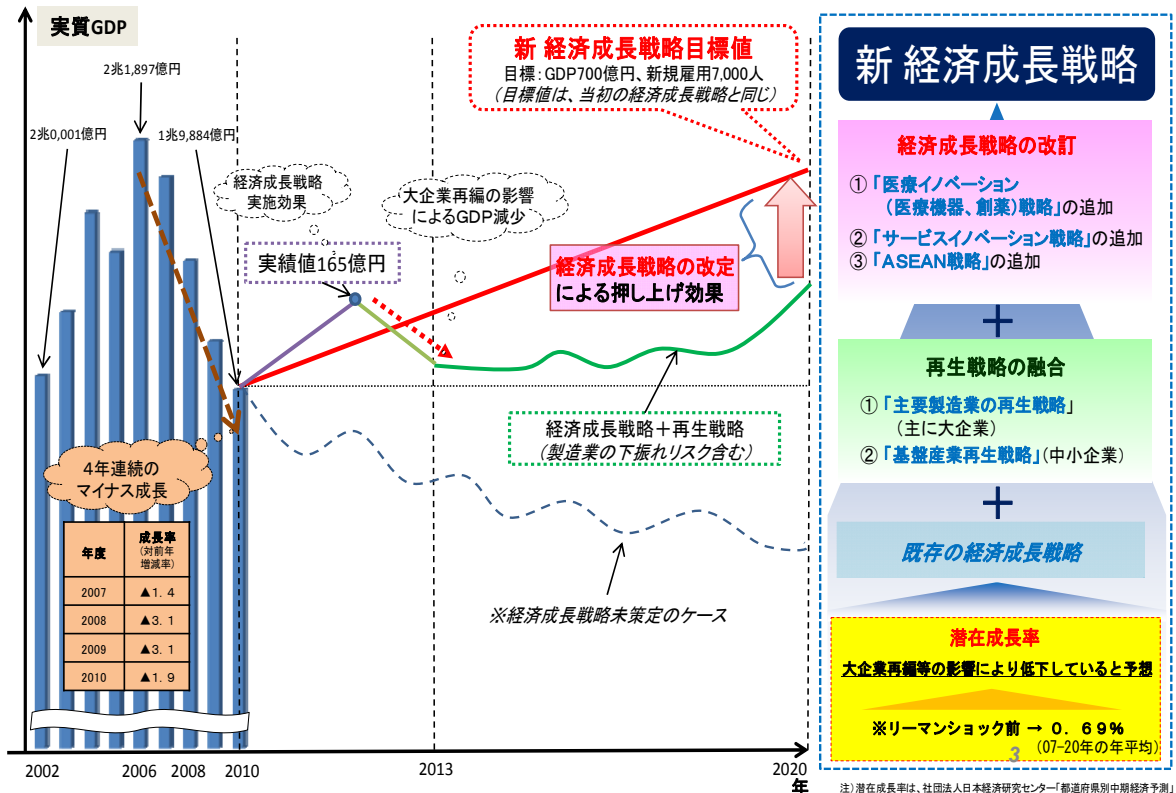 実質GDP
2兆1,897億円
2兆0,001億円
1兆9,884億円
経済成長戦略
実施効果
実績値165億円
大企業再編の影響
によるGDP減少
新 経済成長戦略目標値
目標：GDP700億円、新規雇用7,000人
（目標値は、当初の経済成長戦略と同じ）
経済成長戦略の改定
による押し上げ効果
経済成長戦略＋再生戦略
（製造業の下振れリスク含む）
※経済成長戦略未策定のケース
4年連続の
マイナス成長
年度
成長率
（対前年
増減率）
2007 ▲1．4
2008 ▲3．1
2009 ▲3．1
2010 ▲1．9
2002 2006 2008 2010 2013 2020
年
新 経済成長戦略
経済成長戦略の改訂
① 「医療イノベーション
（医療機器、創薬）戦略」の追加
② 「サービスイノベーション戦略」の追加
③ 「ASEAN戦略」の追加
＋
再生戦略の融合
① 「主要製造業の再生戦略」
（主に大企業）
② 「基盤産業再生戦略」（中小企業）
＋
既存の経済成長戦略
潜在成長率
大企業再編等の影響により低下していると予想
※リーマンショック前 → 0．69%
（07-20年の年平均）
3
注）潜在成長率は、社団法人日本経済研究センター「都道府県別中期経済予測」